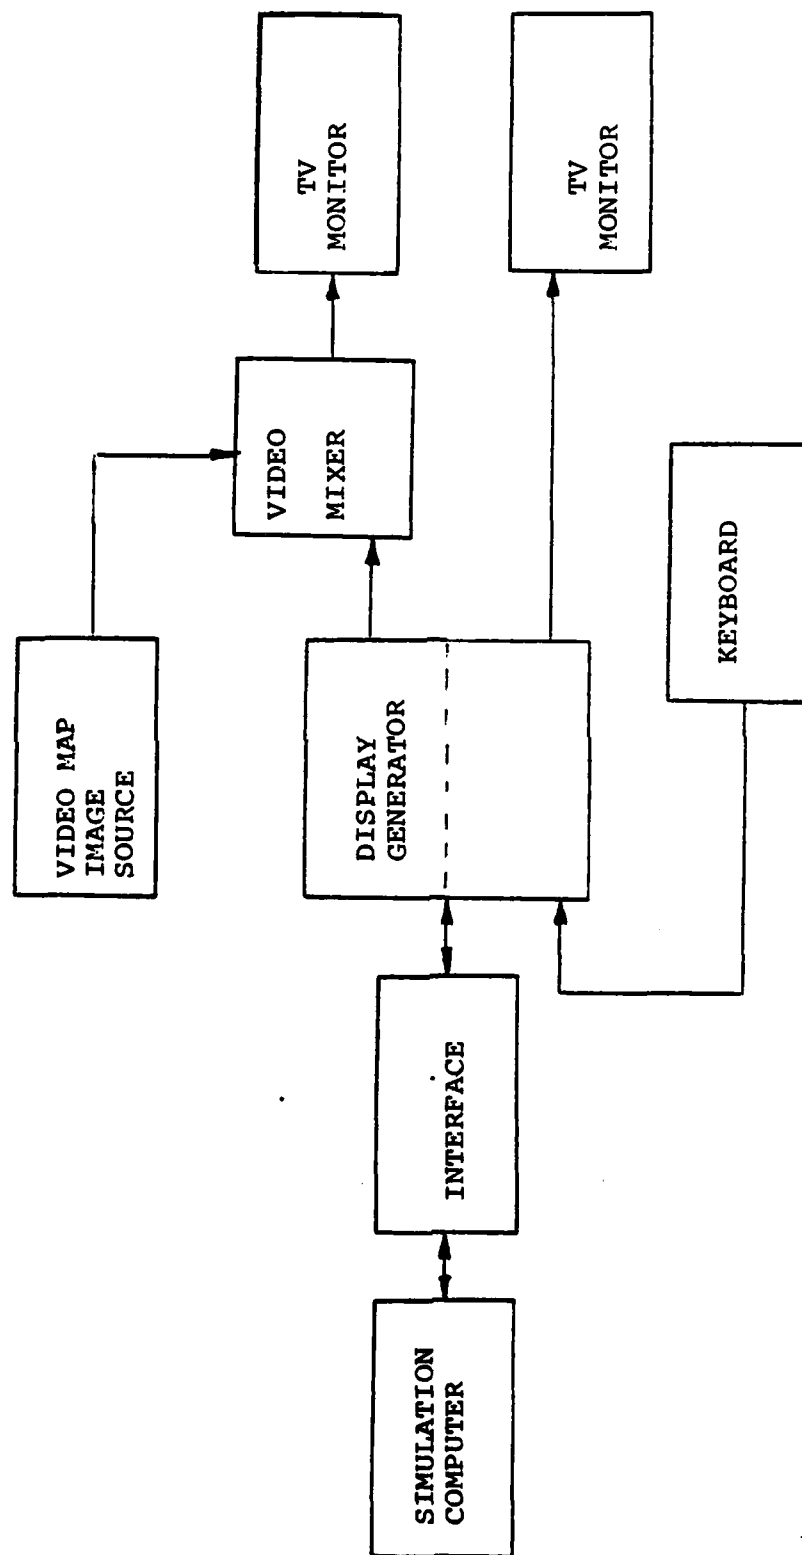 VIDEO MAP
IMAGE
SOURCE
VIDEO
MIXER
TV
MONITOR
SIMULATION
COMPUTER
INTERFACE
DISPLAY
GENERATOR
TV
MONITOR
KEYBOARD